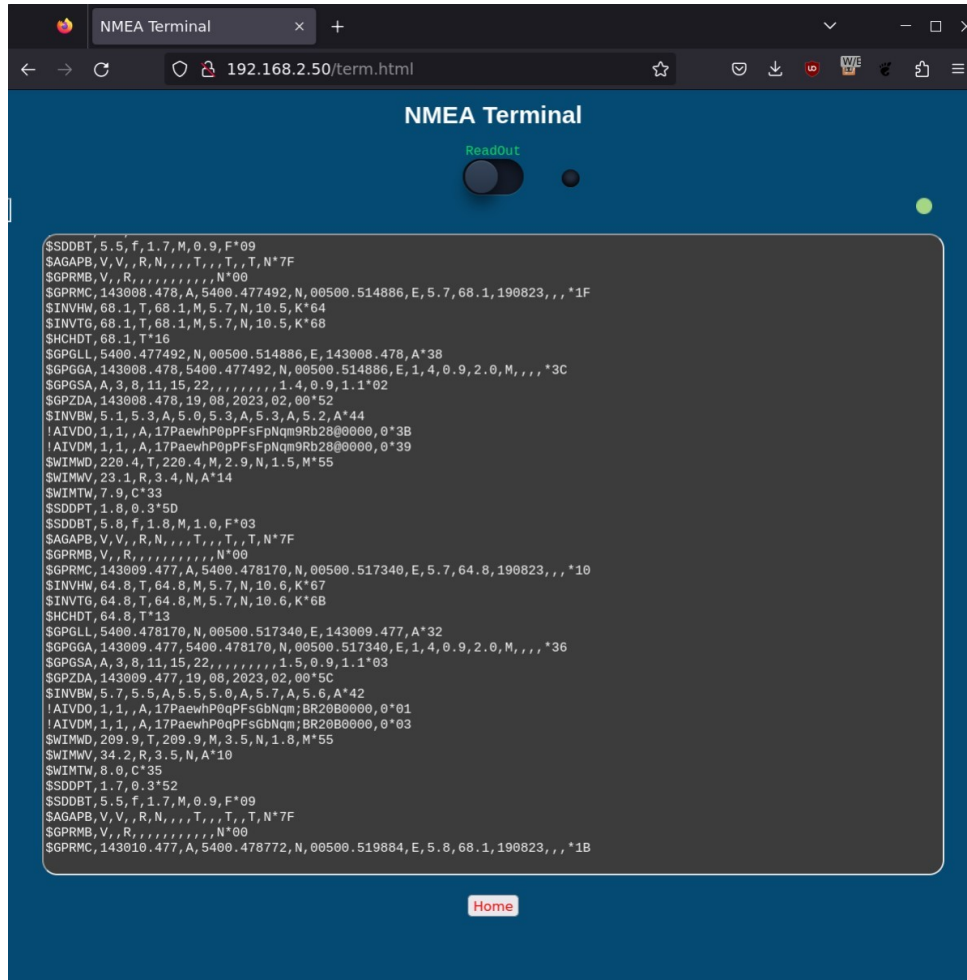 NMEA Terminal
192.168.2.50/term.html
NMEA Terminal
ReadOut
$SDDBT,5.5,f,1.7,M,0.9,F*09
$AGAPB,V,V,,R,N,,,,T,,,T,,T,N*7F
$GPRMB,V,,R,,,,,,,,,,,N*00
$GPRMC,143008.478,A,5400.477492,N,00500.514886,E,5.7,68.1,190823,,,*1F
$INVHW,68.1,T,68.1,M,5.7,N,10.5,K*64
$INVTG,68.1,T,68.1,M,5.7,N,10.5,K*68
$HCHDT,68.1,T*16
$GPGLL,5400.477492,N,00500.514886,E,143008.478,A*38
$GPGGA,143008.478,5400.477492,N,00500.514886,E,1,4,0.9,2.0,M,,,,*3C
$GPGSA,A,3,8,11,15,22,,,,,,,,,1.4,0.9,1.1*02
$GPZDA,143008.478,19,08,2023,02,00*52
$INVBW,5.1,5.3,A,5.0,5.3,A,5.3,A,5.2,A*44
!AIVDO,1,1,,A,17PaewhP0pPFsFpNqm9Rb28@0000,0*3B
!AIVDM,1,1,,A,17PaewhP0pPFsFpNqm9Rb28@0000,0*39
$WIMWD,220.4,T,220.4,M,2.9,N,1.5,M*55
$WIMWV,23.1,R,3.4,N,A*14
$WIMTW,7.9,C*33
$SDDPT,1.8,0.3*5D
$SDDBT,5.8,f,1.8,M,1.0,F*03
$AGAPB,V,V,,R,N,,,,T,,,T,,T,N*7F
$GPRMB,V,,R,,,,,,,,,,,N*00
$GPRMC,143009.477,A,5400.478170,N,00500.517340,E,5.7,64.8,190823,,,*10
$INVHW,64.8,T,64.8,M,5.7,N,10.6,K*67
$INVTG,64.8,T,64.8,M,5.7,N,10.6,K*6B
$HCHDT,64.8,T*13
$GPGLL,5400.478170,N,00500.517340,E,143009.477,A*32
$GPGGA,143009.477,5400.478170,N,00500.517340,E,1,4,0.9,2.0,M,,,,*36
$GPGSA,A,3,8,11,15,22,,,,,,,,,1.5,0.9,1.1*03
$GPZDA,143009.477,19,08,2023,02,00*5C
$INVBW,5.7,5.5,A,5.5,5.0,A,5.7,A,5.6,A*42
!AIVDO,1,1,,A,17PaewhP0qPFsGbNqm;BR20B0000,0*01
!AIVDM,1,1,,A,17PaewhP0qPFsGbNqm;BR20B0000,0*03
$WIMWD,209.9,T,209.9,M,3.5,N,1.8,M*55
$WIMWV,34.2,R,3.5,N,A*10
$WIMTW,8.0,C*35
$SDDPT,1.7,0.3*52
$SDDBT,5.5,f,1.7,M,0.9,F*09
$AGAPB,V,V,,R,N,,,,T,,,T,,T,N*7F
$GPRMB,V,,R,,,,,,,,,,,N*00
$GPRMC,143010.477,A,5400.478772,N,00500.519884,E,5.8,68.1,190823,,,*1B
Home